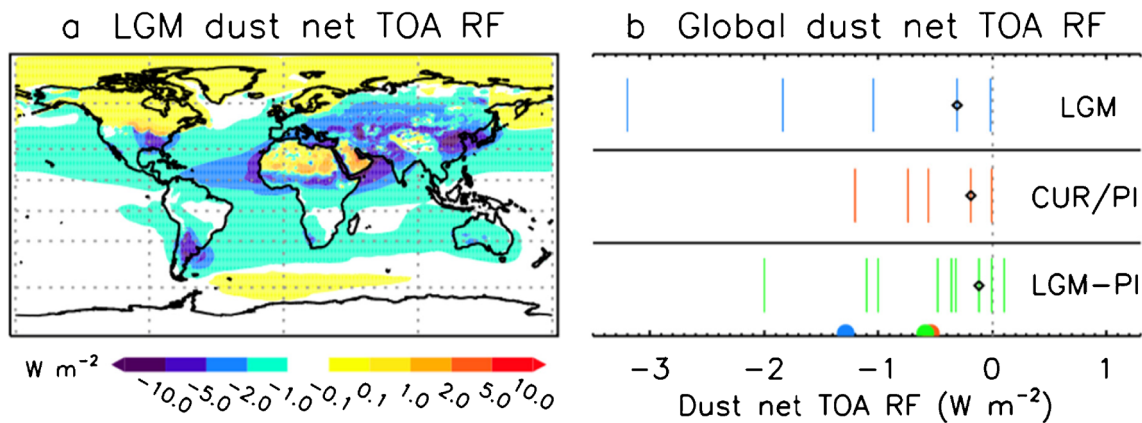 a LGM dust net TOA RF
W m⁻²
-10.0 -5.0 -2.0 -1.0 -0.1 0.1 1.0 2.0 5.0 10.0
b Global dust net TOA RF
LGM
CUR/PI
LGM-PI
-3 -2 -1 0 1
Dust net TOA RF (W m⁻²)